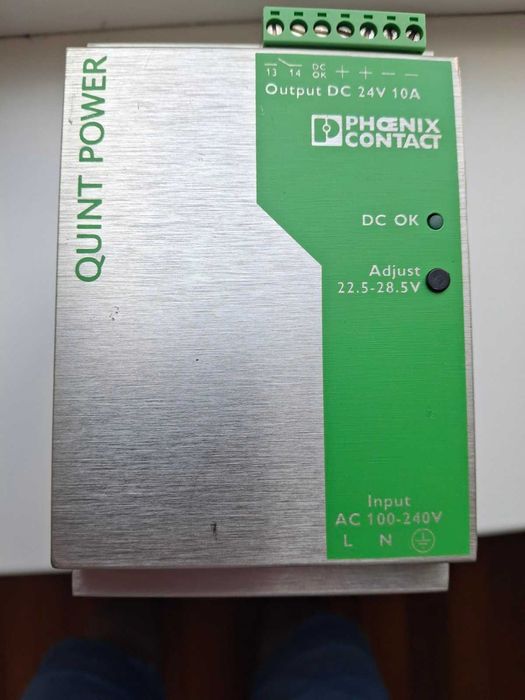 QUINT POWER
13 14 DC OK + + − −
Output DC 24V 10A
PHŒNIX
CONTACT
DC OK
Adjust
22.5-28.5V
Input
AC 100-240V
L N